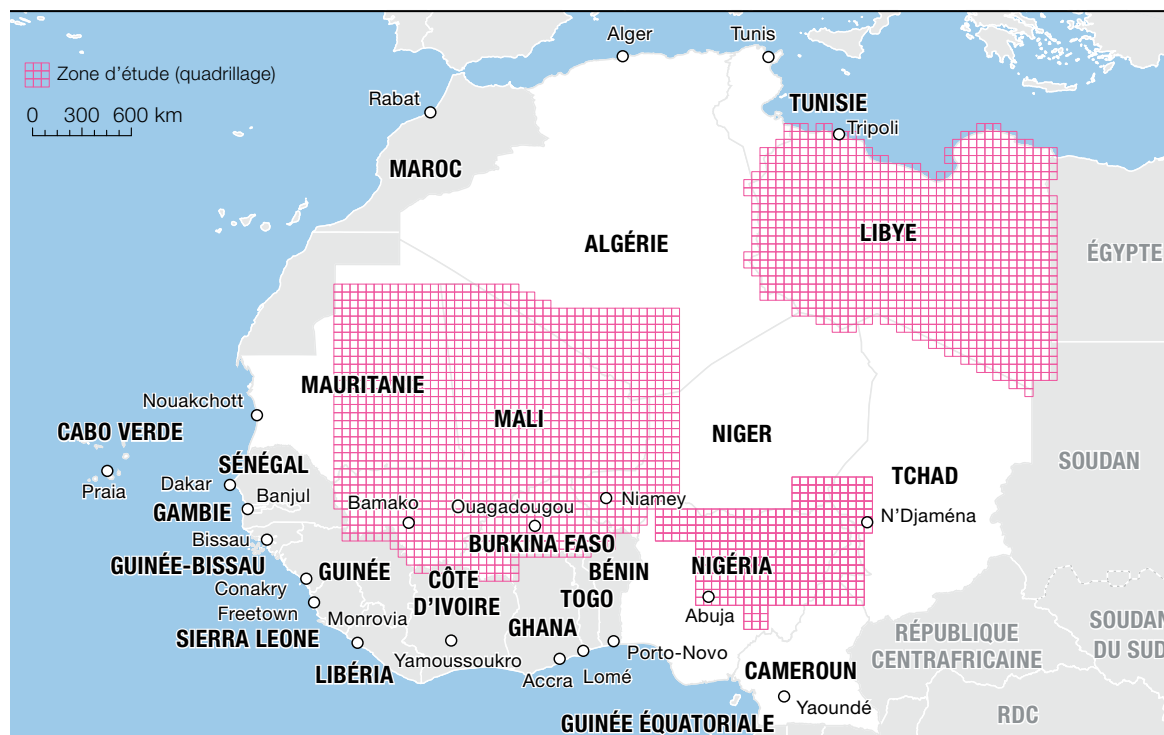 Alger
Tunis
Zone d'étude (quadrillage)
0 300 600 km
Rabat
TUNISIE
Tripoli
MAROC
ALGÉRIE
LIBYE
ÉGYPTE
MAURITANIE
Nouakchott
MALI
CABO VERDE
NIGER
SÉNÉGAL
TCHAD
SOUDAN
Praia
Dakar
Banjul
Bamako
Ouagadougou
Niamey
GAMBIE
N'Djaména
Bissau
BURKINA FASO
GUINÉE-BISSAU
GUINÉE
CÔTE
D'IVOIRE
BÉNIN
NIGÉRIA
Conakry
TOGO
Freetown
Monrovia
Abuja
SIERRA LEONE
GHANA
SOUDAN
DU SUD
RÉPUBLIQUE
CENTRAFRICAINE
LIBÉRIA
Yamoussoukro
Porto-Novo
Accra
Lomé
CAMEROUN
Yaoundé
GUINÉE ÉQUATORIALE
RDC